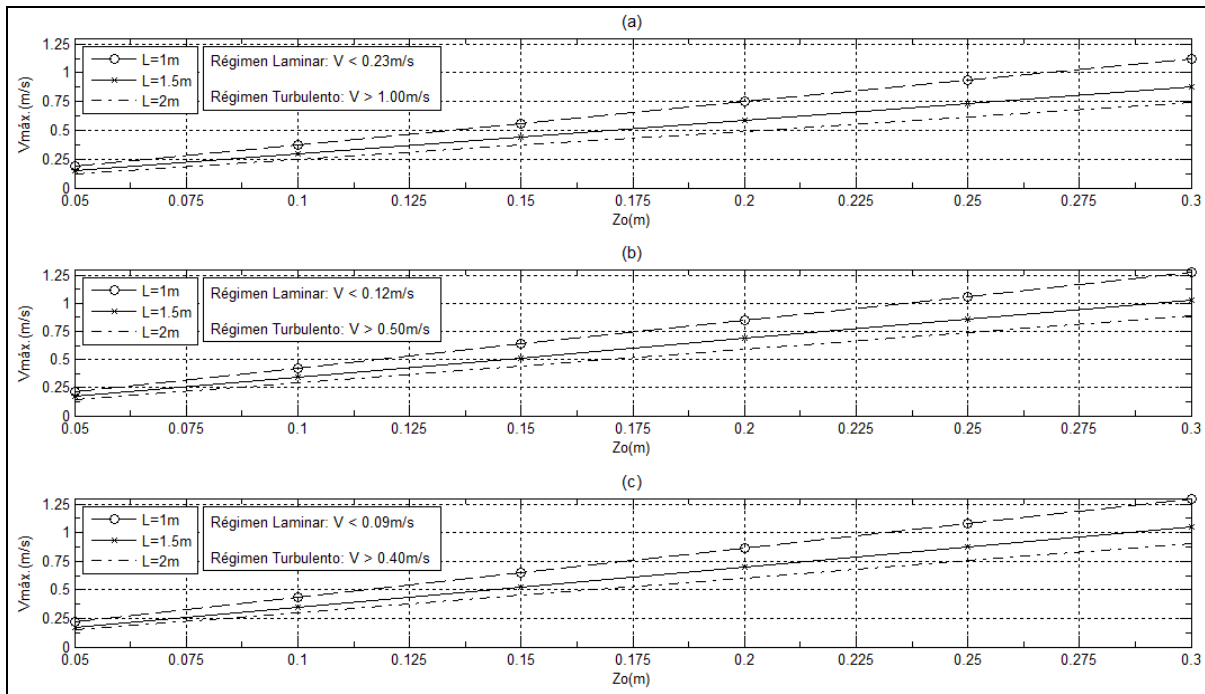 (a)
1.25
1
0.75
0.5
0.25
0
Vmáx.(m/s)
L=1m
L=1.5m
L=2m
Régimen Laminar: V < 0.23m/s
Régimen Turbulento: V > 1.00m/s
0.05 0.075 0.1 0.125 0.15 0.175 0.2 0.225 0.25 0.275 0.3
Zo(m)
(b)
1.25
1
0.75
0.5
0.25
0
Vmáx.(m/s)
L=1m
L=1.5m
L=2m
Régimen Laminar: V < 0.12m/s
Régimen Turbulento: V > 0.50m/s
0.05 0.075 0.1 0.125 0.15 0.175 0.2 0.225 0.25 0.275 0.3
Zo(m)
(c)
1.25
1
0.75
0.5
0.25
0
Vmáx.(m/s)
L=1m
L=1.5m
L=2m
Régimen Laminar: V < 0.09m/s
Régimen Turbulento: V > 0.40m/s
0.05 0.075 0.1 0.125 0.15 0.175 0.2 0.225 0.25 0.275 0.3
Zo(m)